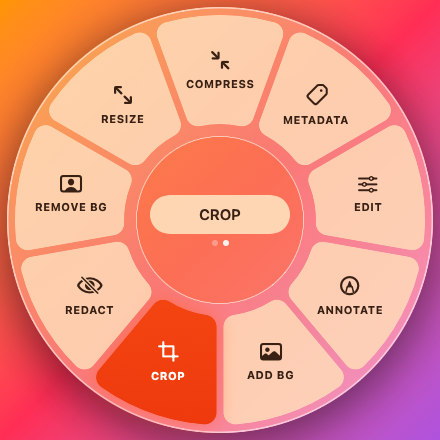 COMPRESS
METADATA
RESIZE
EDIT
REMOVE BG
CROP
ANNOTATE
REDACT
ADD BG
CROP